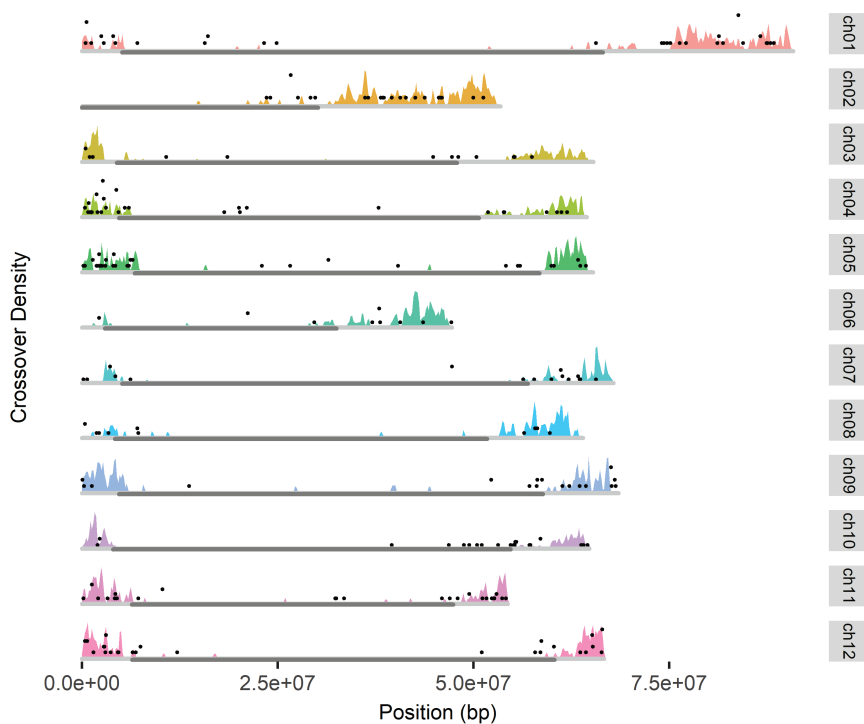 ch01
ch02
ch03
ch04
ch05
ch06
ch07
ch08
ch09
ch10
ch11
ch12
Crossover Density
0.0e+00 2.5e+07 5.0e+07 7.5e+07
Position (bp)